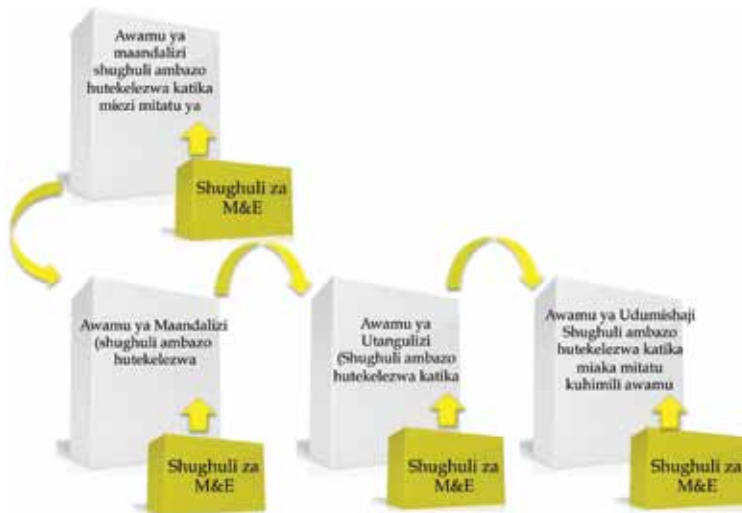 Awamu ya
maandalizi
shughuli ambazo
hutekelezwa katika
miezi mitatu ya
Shughuli za
M&E
Awamu ya Maandalizi
(shughuli ambazo
hutekelezwa
Shughuli za
M&E
Awamu ya
Utangulizi
(Shughuli ambazo
hutekelezwa katika
Shughuli za
M&E
Awamu ya Udumishaji
Shughuli ambazo
hutekelezwa katika
miaka mitatu
kuhimili awamu
Shughuli za
M&E